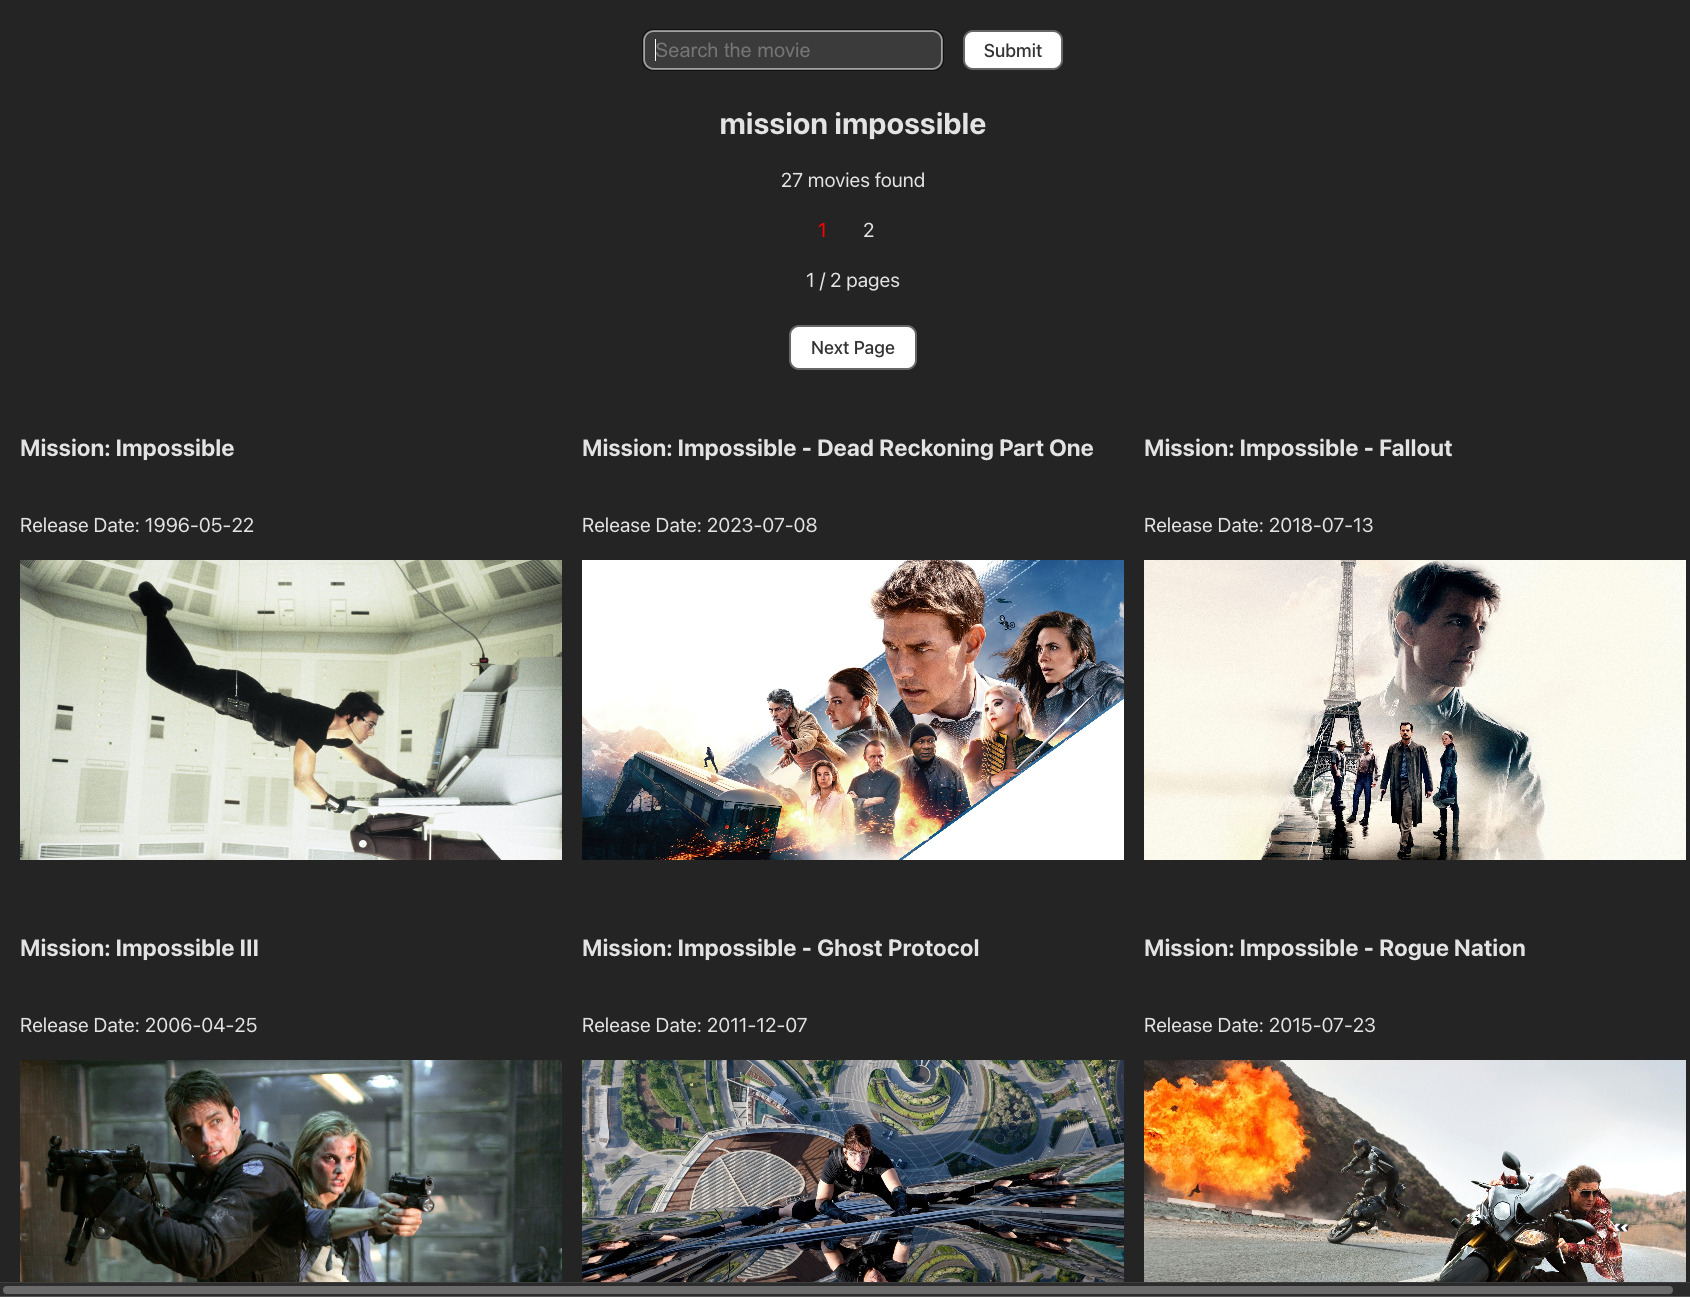 Search the movie
Submit
mission impossible
27 movies found
1 2
1 / 2 pages
Next Page
Mission: Impossible
Mission: Impossible - Dead Reckoning Part One
Mission: Impossible - Fallout
Release Date: 1996-05-22
Release Date: 2023-07-08
Release Date: 2018-07-13
Mission: Impossible III
Mission: Impossible - Ghost Protocol
Mission: Impossible - Rogue Nation
Release Date: 2006-04-25
Release Date: 2011-12-07
Release Date: 2015-07-23